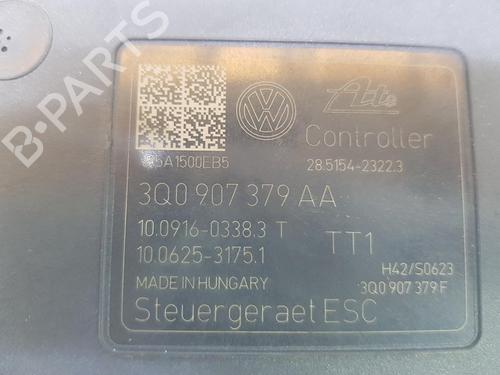 B-PARTS
Ate
Controller
28.5154-2322.3
3Q0 907 379 AA
10.0916-0338.3 T
TT1
10.0625-3175.1
H42/S0623
MADE IN HUNGARY
3Q0 907 379 F
Steuergeraet ESC